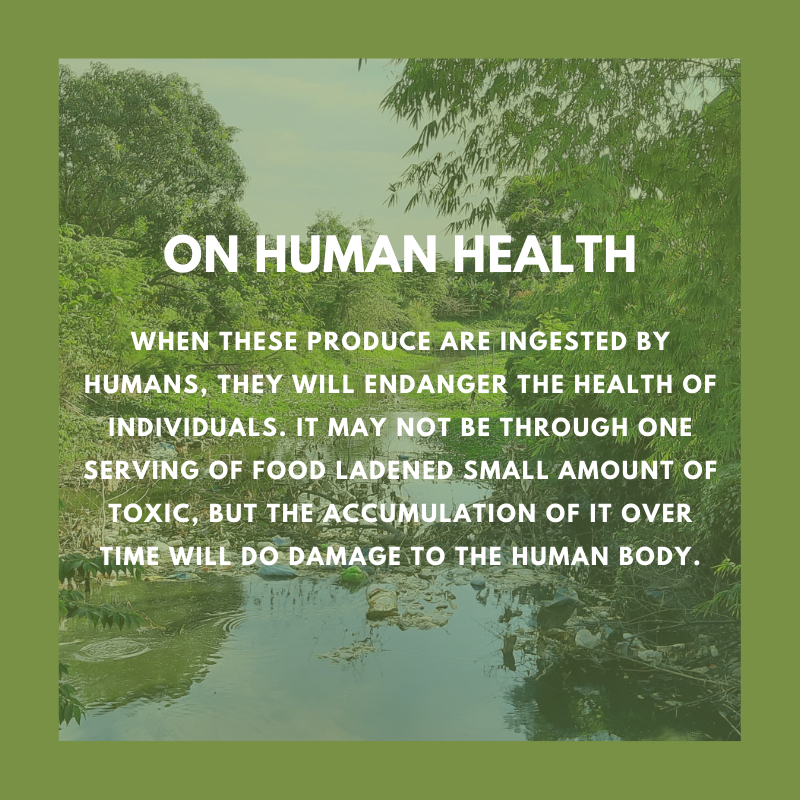 ON HUMAN HEALTH
WHEN THESE PRODUCE ARE INGESTED BY
HUMANS, THEY WILL ENDANGER THE HEALTH OF
INDIVIDUALS. IT MAY NOT BE THROUGH ONE
SERVING OF FOOD LADENED SMALL AMOUNT OF
TOXIC, BUT THE ACCUMULATION OF IT OVER
TIME WILL DO DAMAGE TO THE HUMAN BODY.